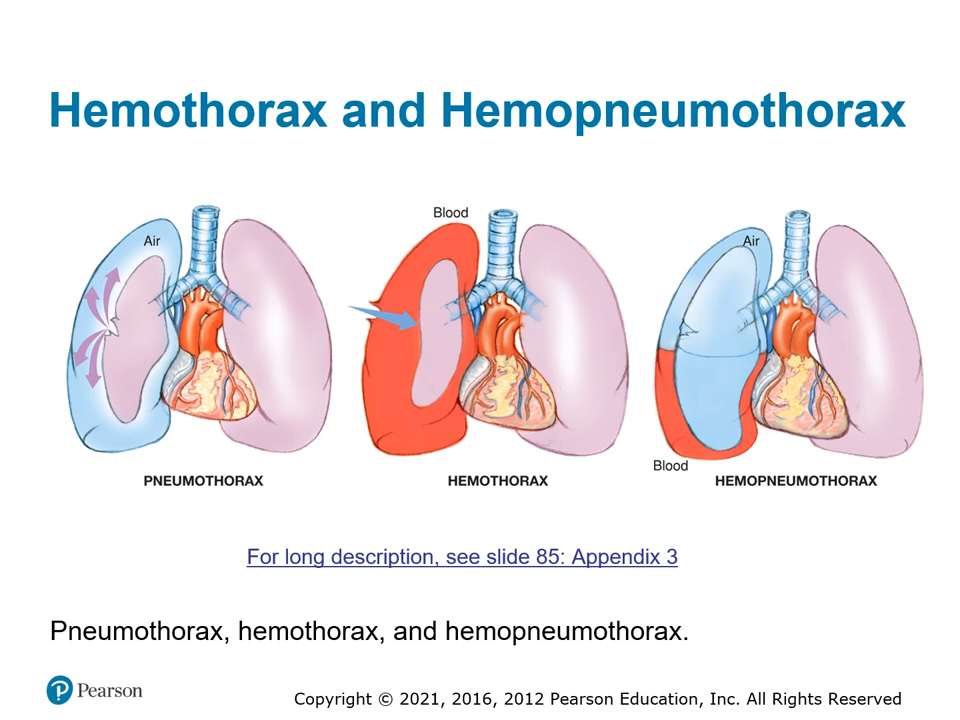 Hemothorax and Hemopneumothorax
Air
Blood
Air
Blood
PNEUMOTHORAX
HEMOTHORAX
HEMOPNEUMOTHORAX
For long description, see slide 85: Appendix 3
Pneumothorax, hemothorax, and hemopneumothorax.
P Pearson
Copyright © 2021, 2016, 2012 Pearson Education, Inc. All Rights Reserved